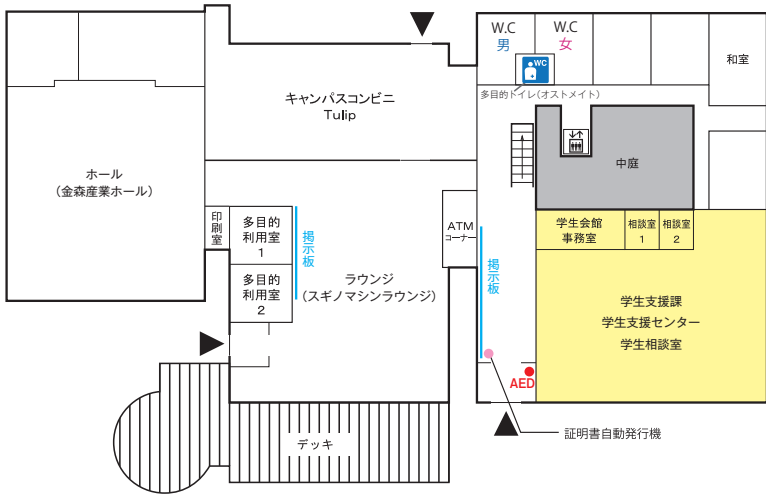 W.C
男
W.C
女
WC
和室
多目的トイレ(オストメイト)
キャンパスコンビニ
Tulip
中庭
ホール
(金森産業ホール)
印刷室
多目的
利用室
1
掲示板
ATM
コーナー
学生会館
事務室
相談室
1
相談室
2
多目的
利用室
2
ラウンジ
(スギノマシンラウンジ)
掲示板
学生支援課
学生支援センター
学生相談室
AED
デッキ
証明書自動発行機